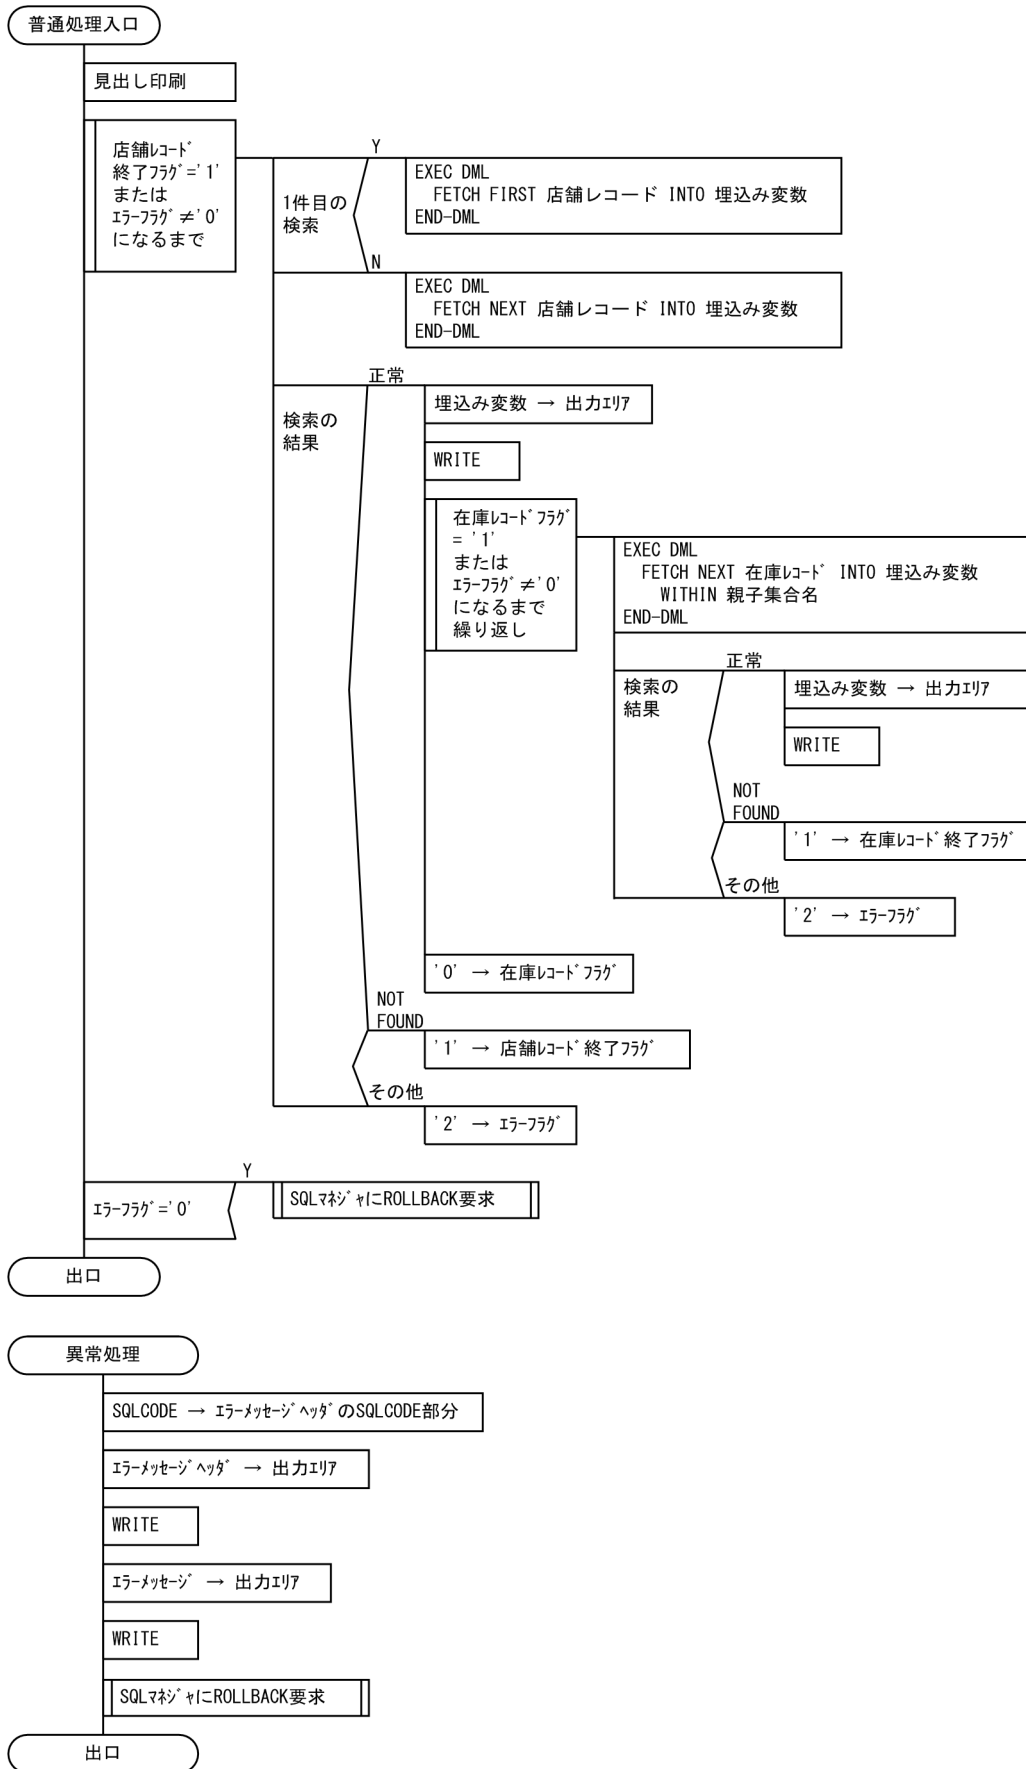 普通処理入口
見出し印刷
店舗ﾚｺｰﾄﾞ
終了ﾌﾗｸﾞ='1'
または
ｴﾗｰﾌﾗｸﾞ≠'0'
になるまで
1件目の
検索
Y
EXEC DML
FETCH FIRST 店舗レコード INTO 埋込み変数
END-DML
N
EXEC DML
FETCH NEXT 店舗レコード INTO 埋込み変数
END-DML
検索の
結果
正常
埋込み変数 → 出力ｴﾘｱ
WRITE
在庫ﾚｺｰﾄﾞﾌﾗｸﾞ
= '1'
または
ｴﾗｰﾌﾗｸﾞ≠'0'
になるまで
繰り返し
EXEC DML
FETCH NEXT 在庫ﾚｺｰﾄﾞ INTO 埋込み変数
WITHIN 親子集合名
END-DML
検索の
結果
正常
埋込み変数 → 出力ｴﾘｱ
WRITE
NOT
FOUND
'1' → 在庫ﾚｺｰﾄﾞ終了ﾌﾗｸﾞ
その他
'2' → ｴﾗｰﾌﾗｸﾞ
'0' → 在庫ﾚｺｰﾄﾞﾌﾗｸﾞ
NOT
FOUND
'1' → 店舗ﾚｺｰﾄﾞ終了ﾌﾗｸﾞ
その他
'2' → ｴﾗｰﾌﾗｸﾞ
ｴﾗｰﾌﾗｸﾞ='0'
Y
SQLﾏﾈｼﾞｬにROLLBACK要求
出口
異常処理
SQLCODE → ｴﾗｰﾒｯｾｰｼﾞﾍｯﾀﾞのSQLCODE部分
ｴﾗｰﾒｯｾｰｼﾞﾍｯﾀﾞ → 出力ｴﾘｱ
WRITE
ｴﾗｰﾒｯｾｰｼﾞ → 出力ｴﾘｱ
WRITE
SQLﾏﾈｼﾞｬにROLLBACK要求
出口